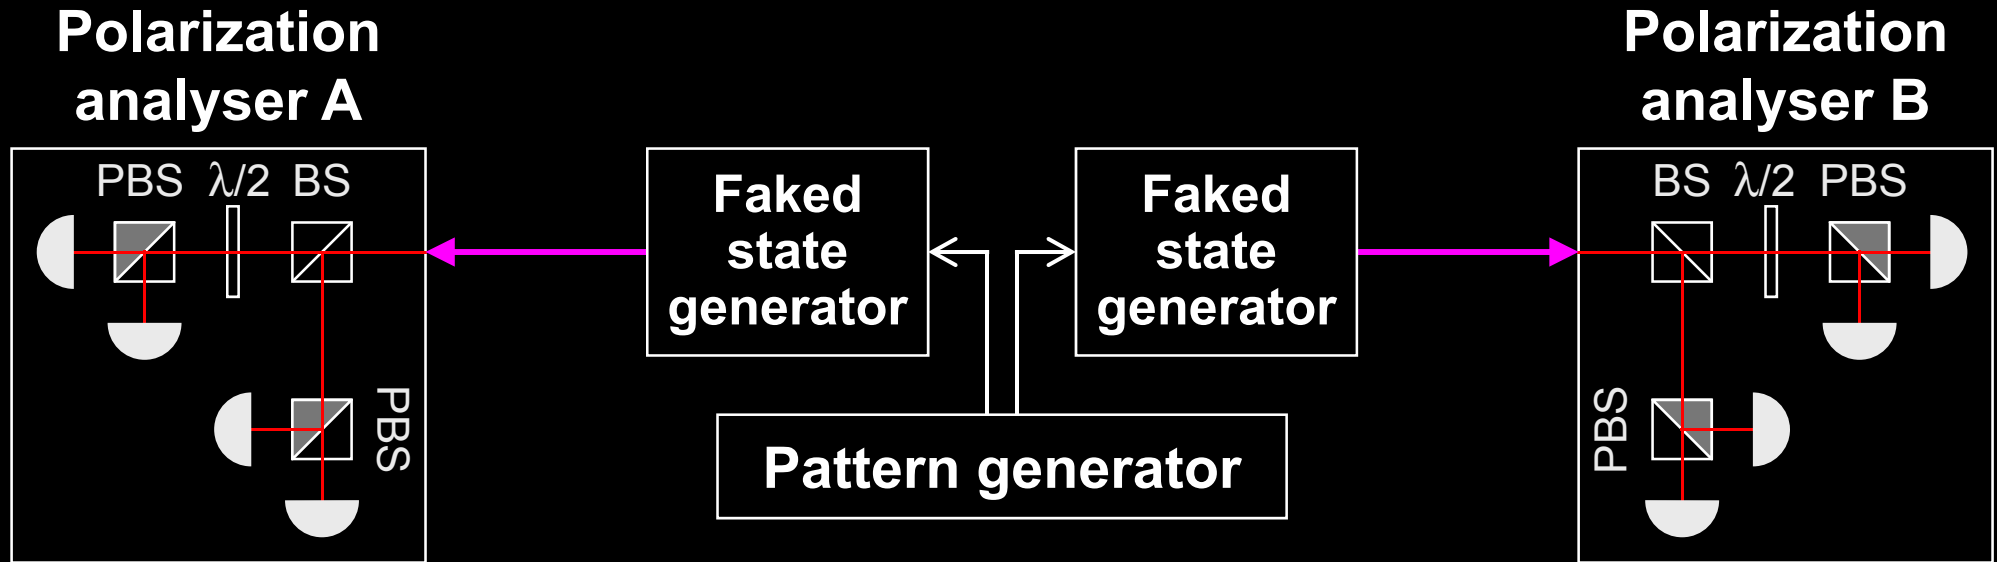 Polarization
analyser A
Polarization
analyser B
PBS λ/2 BS
PBS
Faked
state
generator
Faked
state
generator
BS λ/2 PBS
PBS
Pattern generator